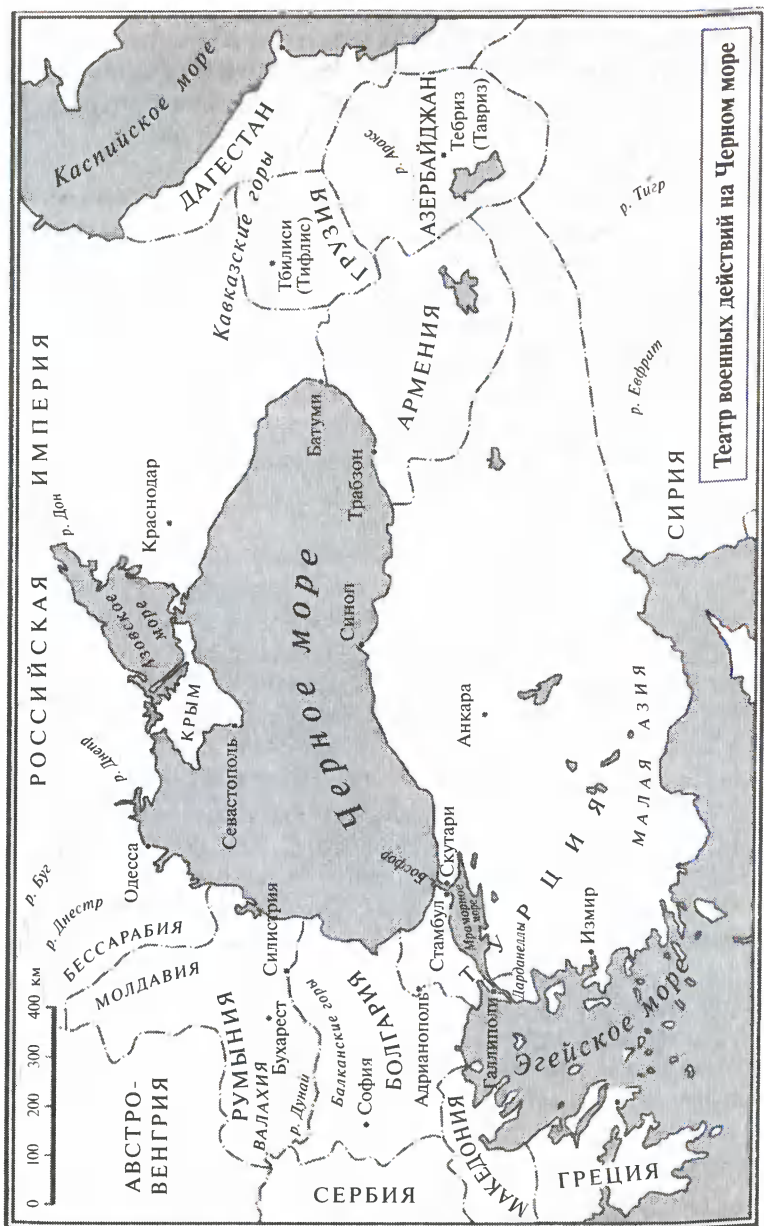 РОССИЙСКАЯ ИМПЕРИЯ
Каспийское море
р. Дон
р. Днепр
р. Буг
р. Днестр
Азовское
море
Краснодар
КРЫМ
Одесса
Севастополь
БЕССАРАБИЯ
МОЛДАВИЯ
0 100 200 300 400 км
АВСТРО-
ВЕНГРИЯ
РУМЫНИЯ
ВАЛАХИЯ
Бухарест
Силистрия
р. Дунай
Балканские горы
София
БОЛГАРИЯ
СЕРБИЯ
Адрианополь
МАКЕДОНИЯ
ГРЕЦИЯ
Черное море
Кавказские горы
ДАГЕСТАН
Тбилиси
(Тифлис)
ГРУЗИЯ
Батуми
Трабзон
Синоп
АРМЕНИЯ
АЗЕРБАЙДЖАН
р. Аракс
Тебриз
(Тавриз)
Босфор
Стамбул
Скутари
Мраморное
море
Галлиполи
Дарданеллы
Эгейское море
Измир
Анкара
ТУРЦИЯ
МАЛАЯ АЗИЯ
СИРИЯ
р. Евфрат
р. Тигр
Театр военных действий на Черном море